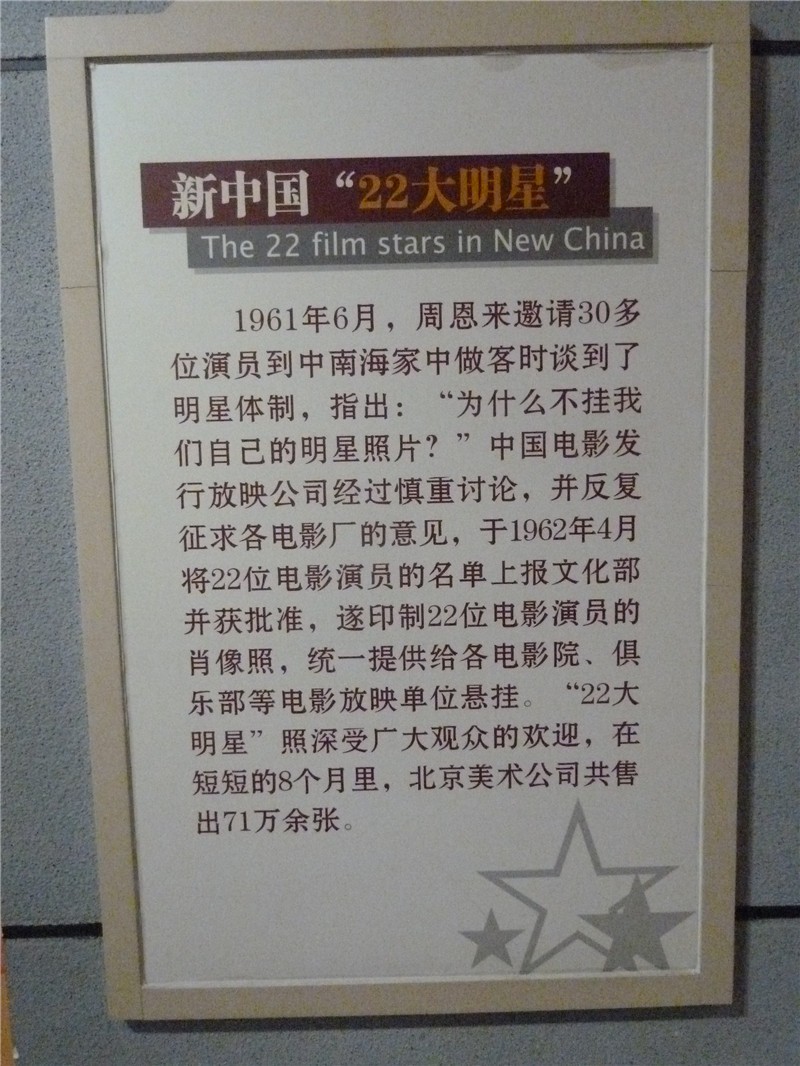 新中国“22大明星”
The 22 film stars in New China
1961年6月，周恩来邀请30多
位演员到中南海家中做客时谈到了
明星体制，指出：“为什么不挂我
们自己的明星照片？”中国电影发
行放映公司经过慎重讨论，并反复
征求各电影厂的意见，于1962年4月
将22位电影演员的名单上报文化部
并获批准，遂印制22位电影演员的
肖像照，统一提供给各电影院、俱
乐部等电影放映单位悬挂。“22大
明星”照深受广大观众的欢迎，在
短短的8个月里，北京美术公司共售
出71万余张。